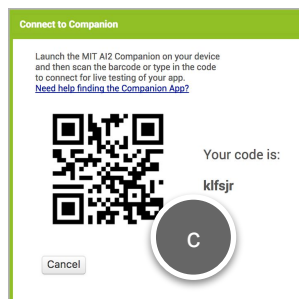 Connect to Companion
Launch the MIT AI2 Companion on your device
and then scan the barcode or type in the code
to connect for live testing of your app.
Need help finding the Companion App?
Your code is:
klfsjr
C
Cancel